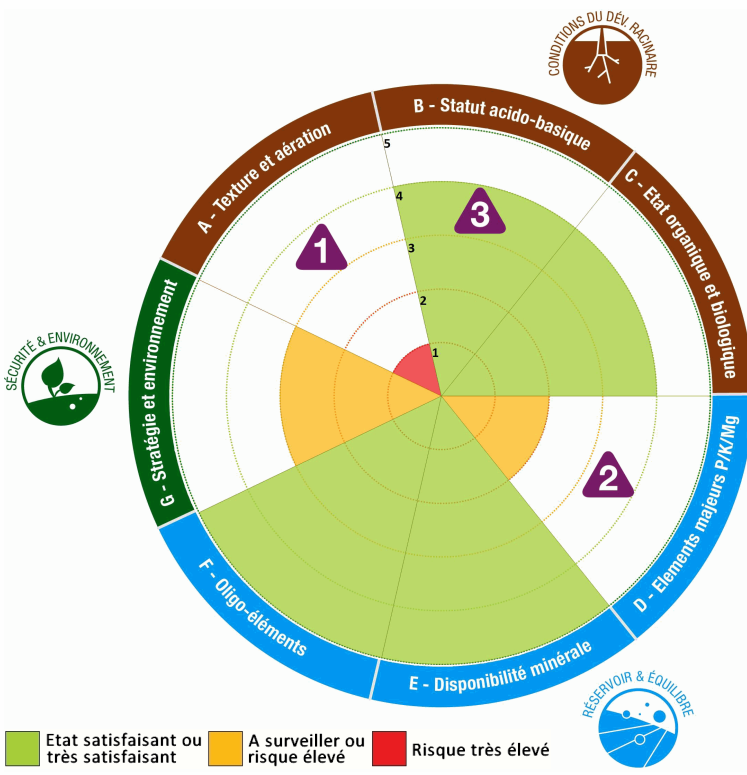 CONDITIONS DU DÉV. RACINAIRE
B - Statut acido-basique
A - Texture et aération
C - Etat organique et biologique
5
4
3
2
1
3
1
SÉCURITÉ & ENVIRONNEMENT
G - Stratégie et environnement
2
D - Elements majeurs P/K/Mg
F - Oligo-éléments
E - Disponibilité minérale
RÉSERVOIR & ÉQUILIBRE
Etat satisfaisant ou
très satisfaisant
A surveiller ou
risque élevé
Risque très élevé